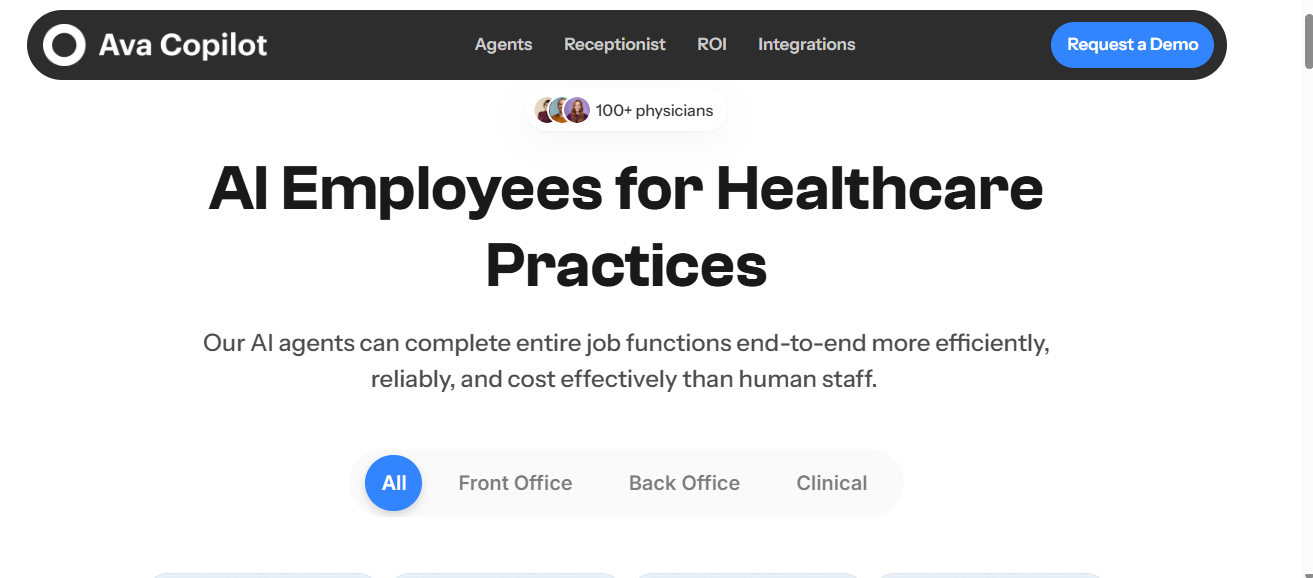 Ava Copilot
Agents
Receptionist
ROI
Integrations
Request a Demo
100+ physicians
AI Employees for Healthcare
Practices
Our AI agents can complete entire job functions end-to-end more efficiently,
reliably, and cost effectively than human staff.
All
Front Office
Back Office
Clinical